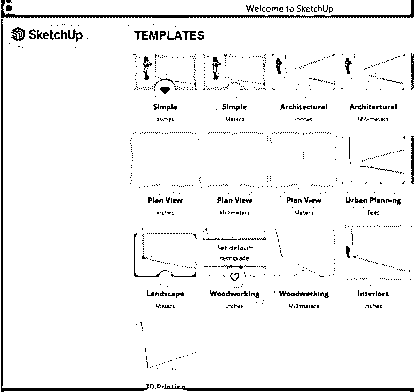 Welcome to SketchUp
SketchUp
TEMPLATES
Simple
Simple
Architectural
Architectural
Inches
Meters
Inches
Millimeters
Plan View
Plan View
Plan View
Urban Planning
Inches
Millimeters
Meters
Feet
Set default
template
Landscape
Woodworking
Woodworking
Interiors
Meters
Inches
Millimeters
Inches
3D Printing